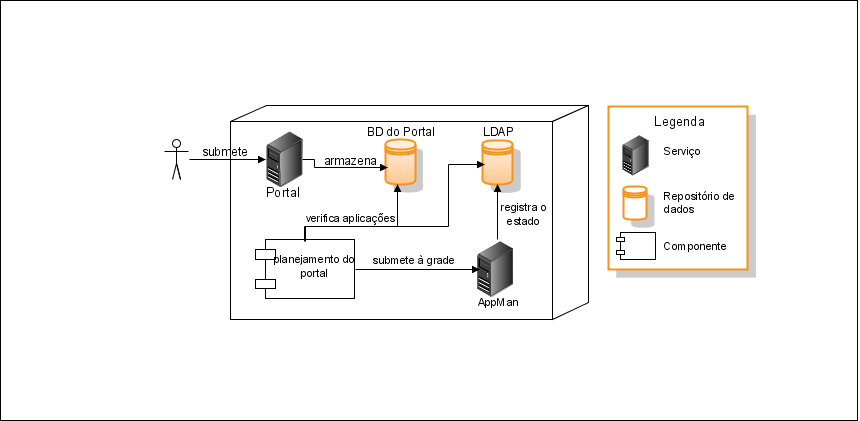 BD do Portal
LDAP
submete
armazena
Portal
registra o
estado
verifica aplicações
planejamento do
portal
submete à grade
AppMan
Legenda
Serviço
Repositório de
dados
Componente